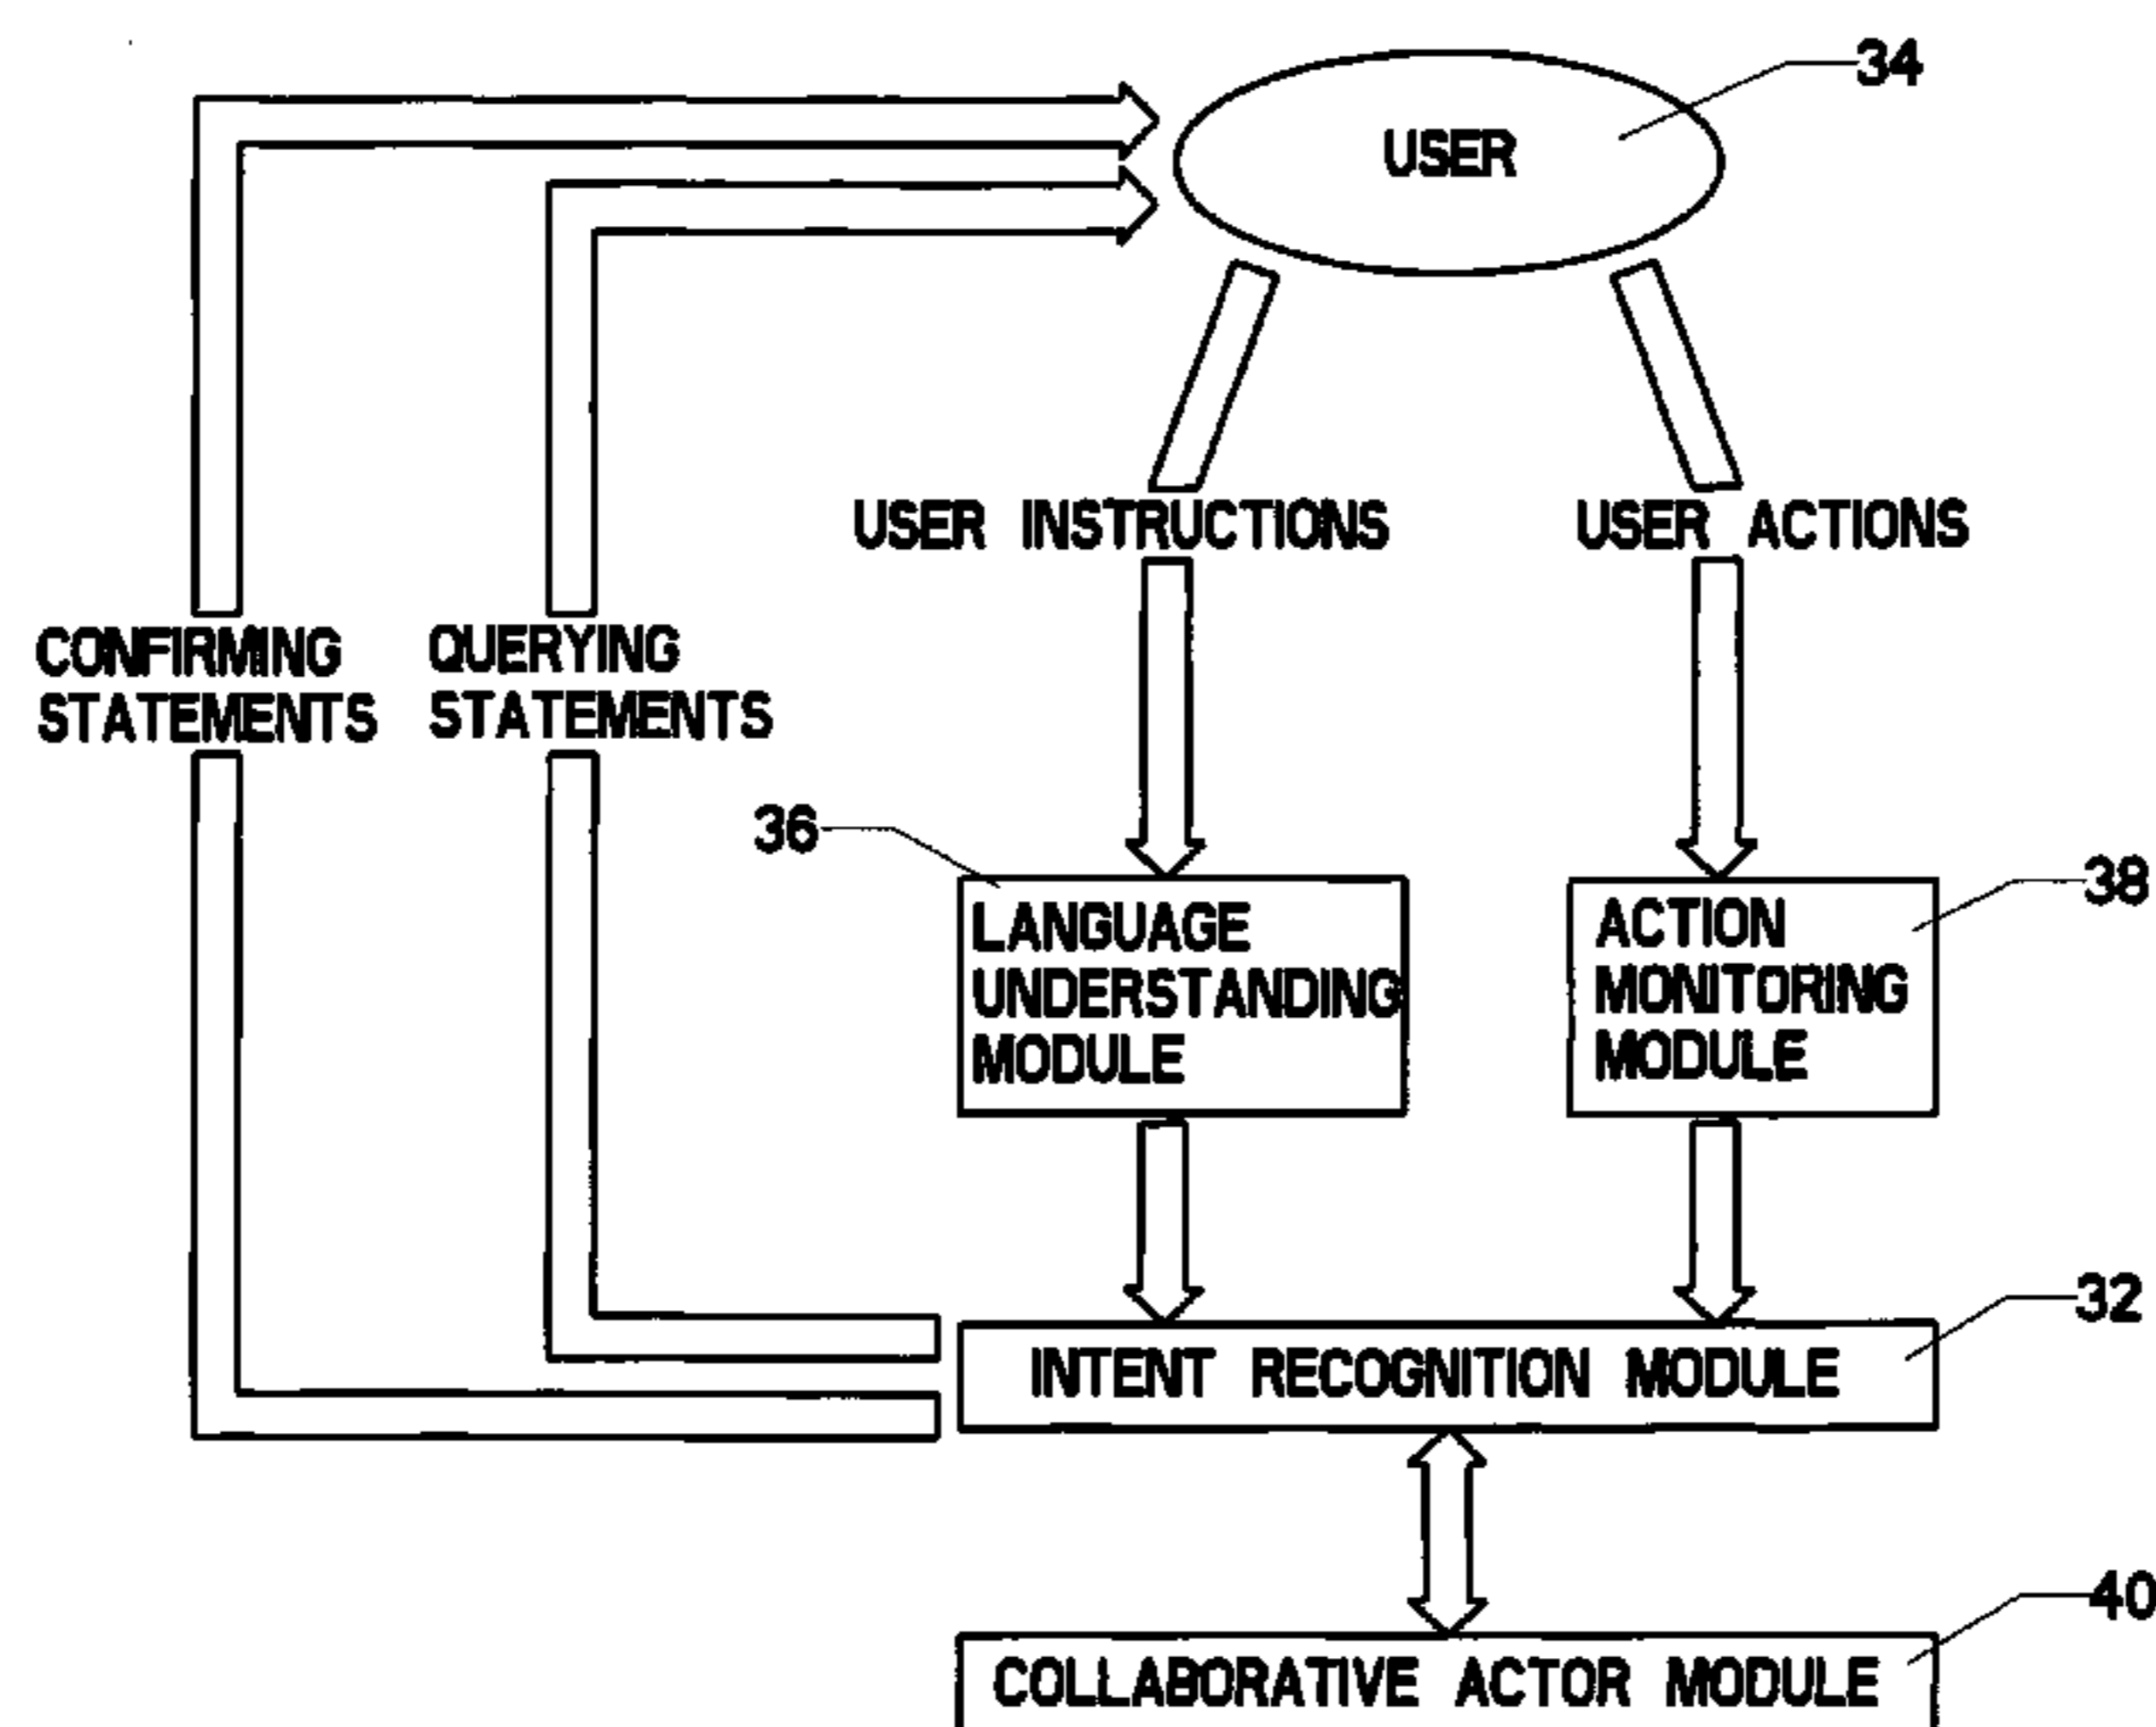 34
USER
USER INSTRUCTIONS
USER ACTIONS
CONFIRMING
STATEMENTS
QUERYING
STATEMENTS
36
38
LANGUAGE
UNDERSTANDING
MODULE
ACTION
MONITORING
MODULE
32
INTENT RECOGNITION MODULE
40
COLLABORATIVE ACTOR MODULE